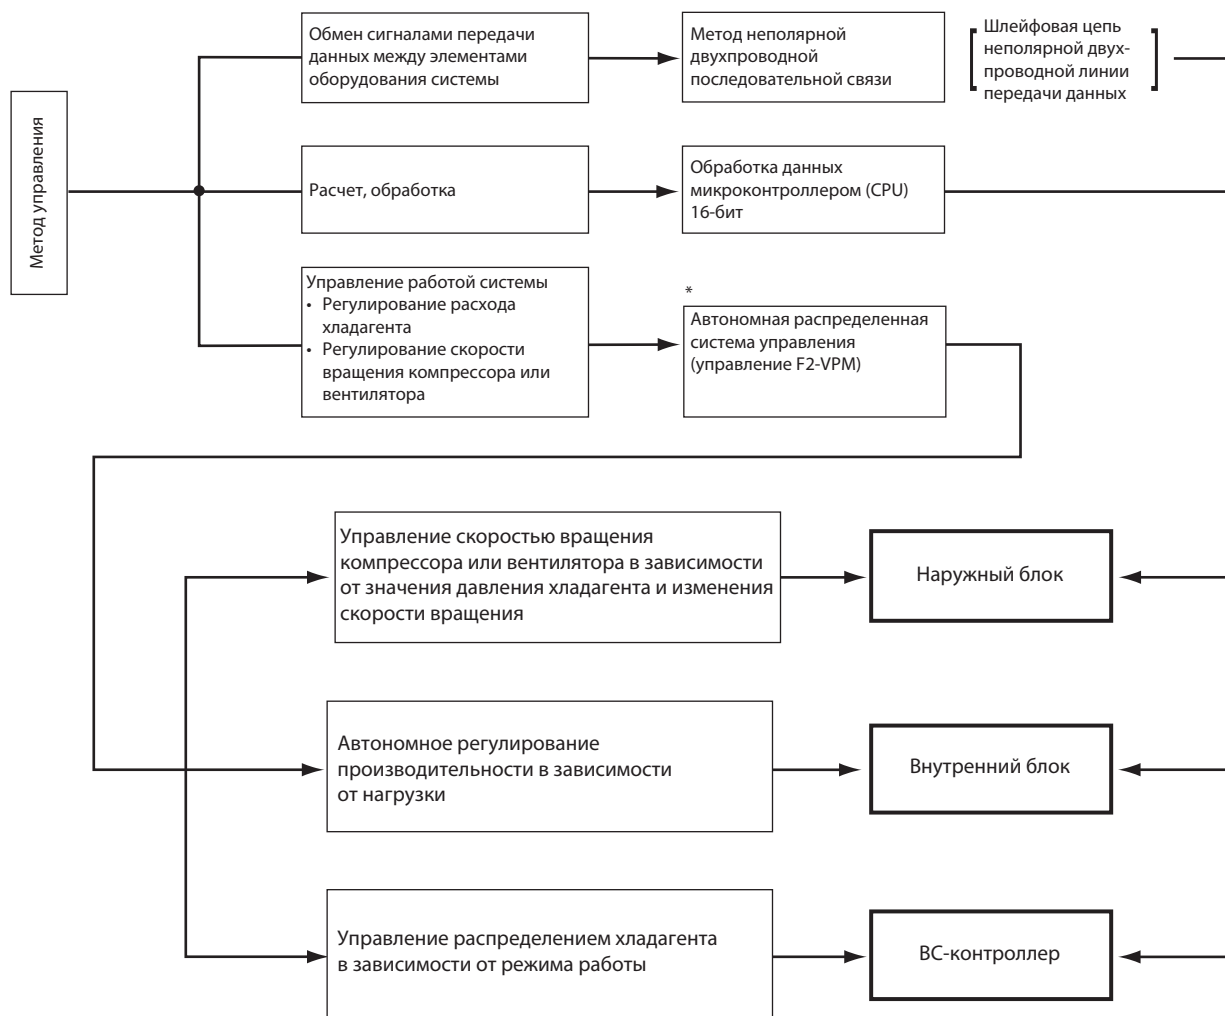 Метод управления
Обмен сигналами передачи
данных между элементами
оборудования системы
Метод неполярной
двухпроводной
последовательной связи
Шлейфовая цепь
неполярной двух-
проводной линии
передачи данных
Расчет, обработка
Обработка данных
микроконтроллером (CPU)
16-бит
Управление работой системы
• Регулирование расхода
хладагента
• Регулирование скорости
вращения компрессора или
вентилятора
*
Автономная распределенная
система управления
(управление F2-VPM)
Управление скоростью вращения
компрессора или вентилятора в зависимости
от значения давления хладагента и изменения
скорости вращения
Наружный блок
Автономное регулирование
производительности в зависимости
от нагрузки
Внутренний блок
Управление распределением хладагента
в зависимости от режима работы
ВС-контроллер